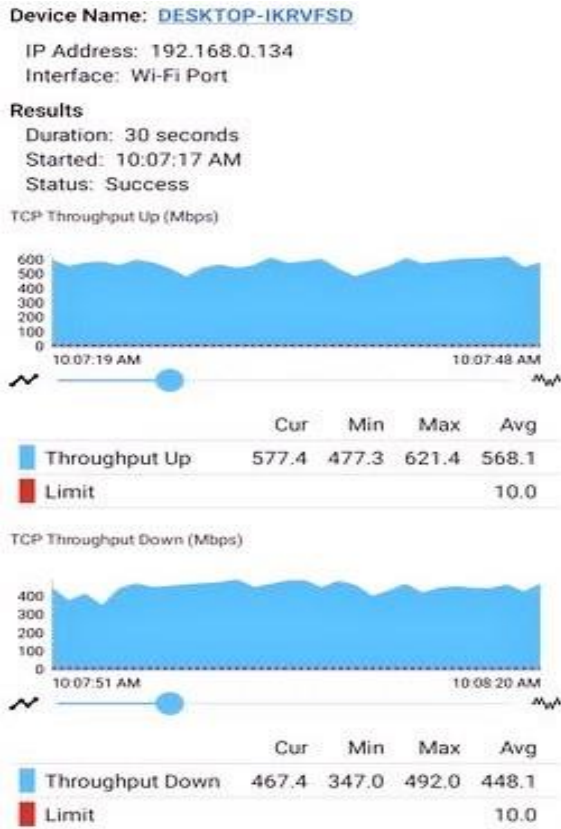 Device Name: DESKTOP-IKRVFSD
IP Address: 192.168.0.134
Interface: Wi-Fi Port
Results
Duration: 30 seconds
Started: 10:07:17 AM
Status: Success
TCP Throughput Up (Mbps)
600
500
400
300
200
100
0
10:07:19 AM 10:07:48 AM
Cur Min Max Avg
Throughput Up 577.4 477.3 621.4 568.1
Limit 10.0
TCP Throughput Down (Mbps)
400
300
200
100
0
10:07:51 AM 10:08:20 AM
Cur Min Max Avg
Throughput Down 467.4 347.0 492.0 448.1
Limit 10.0